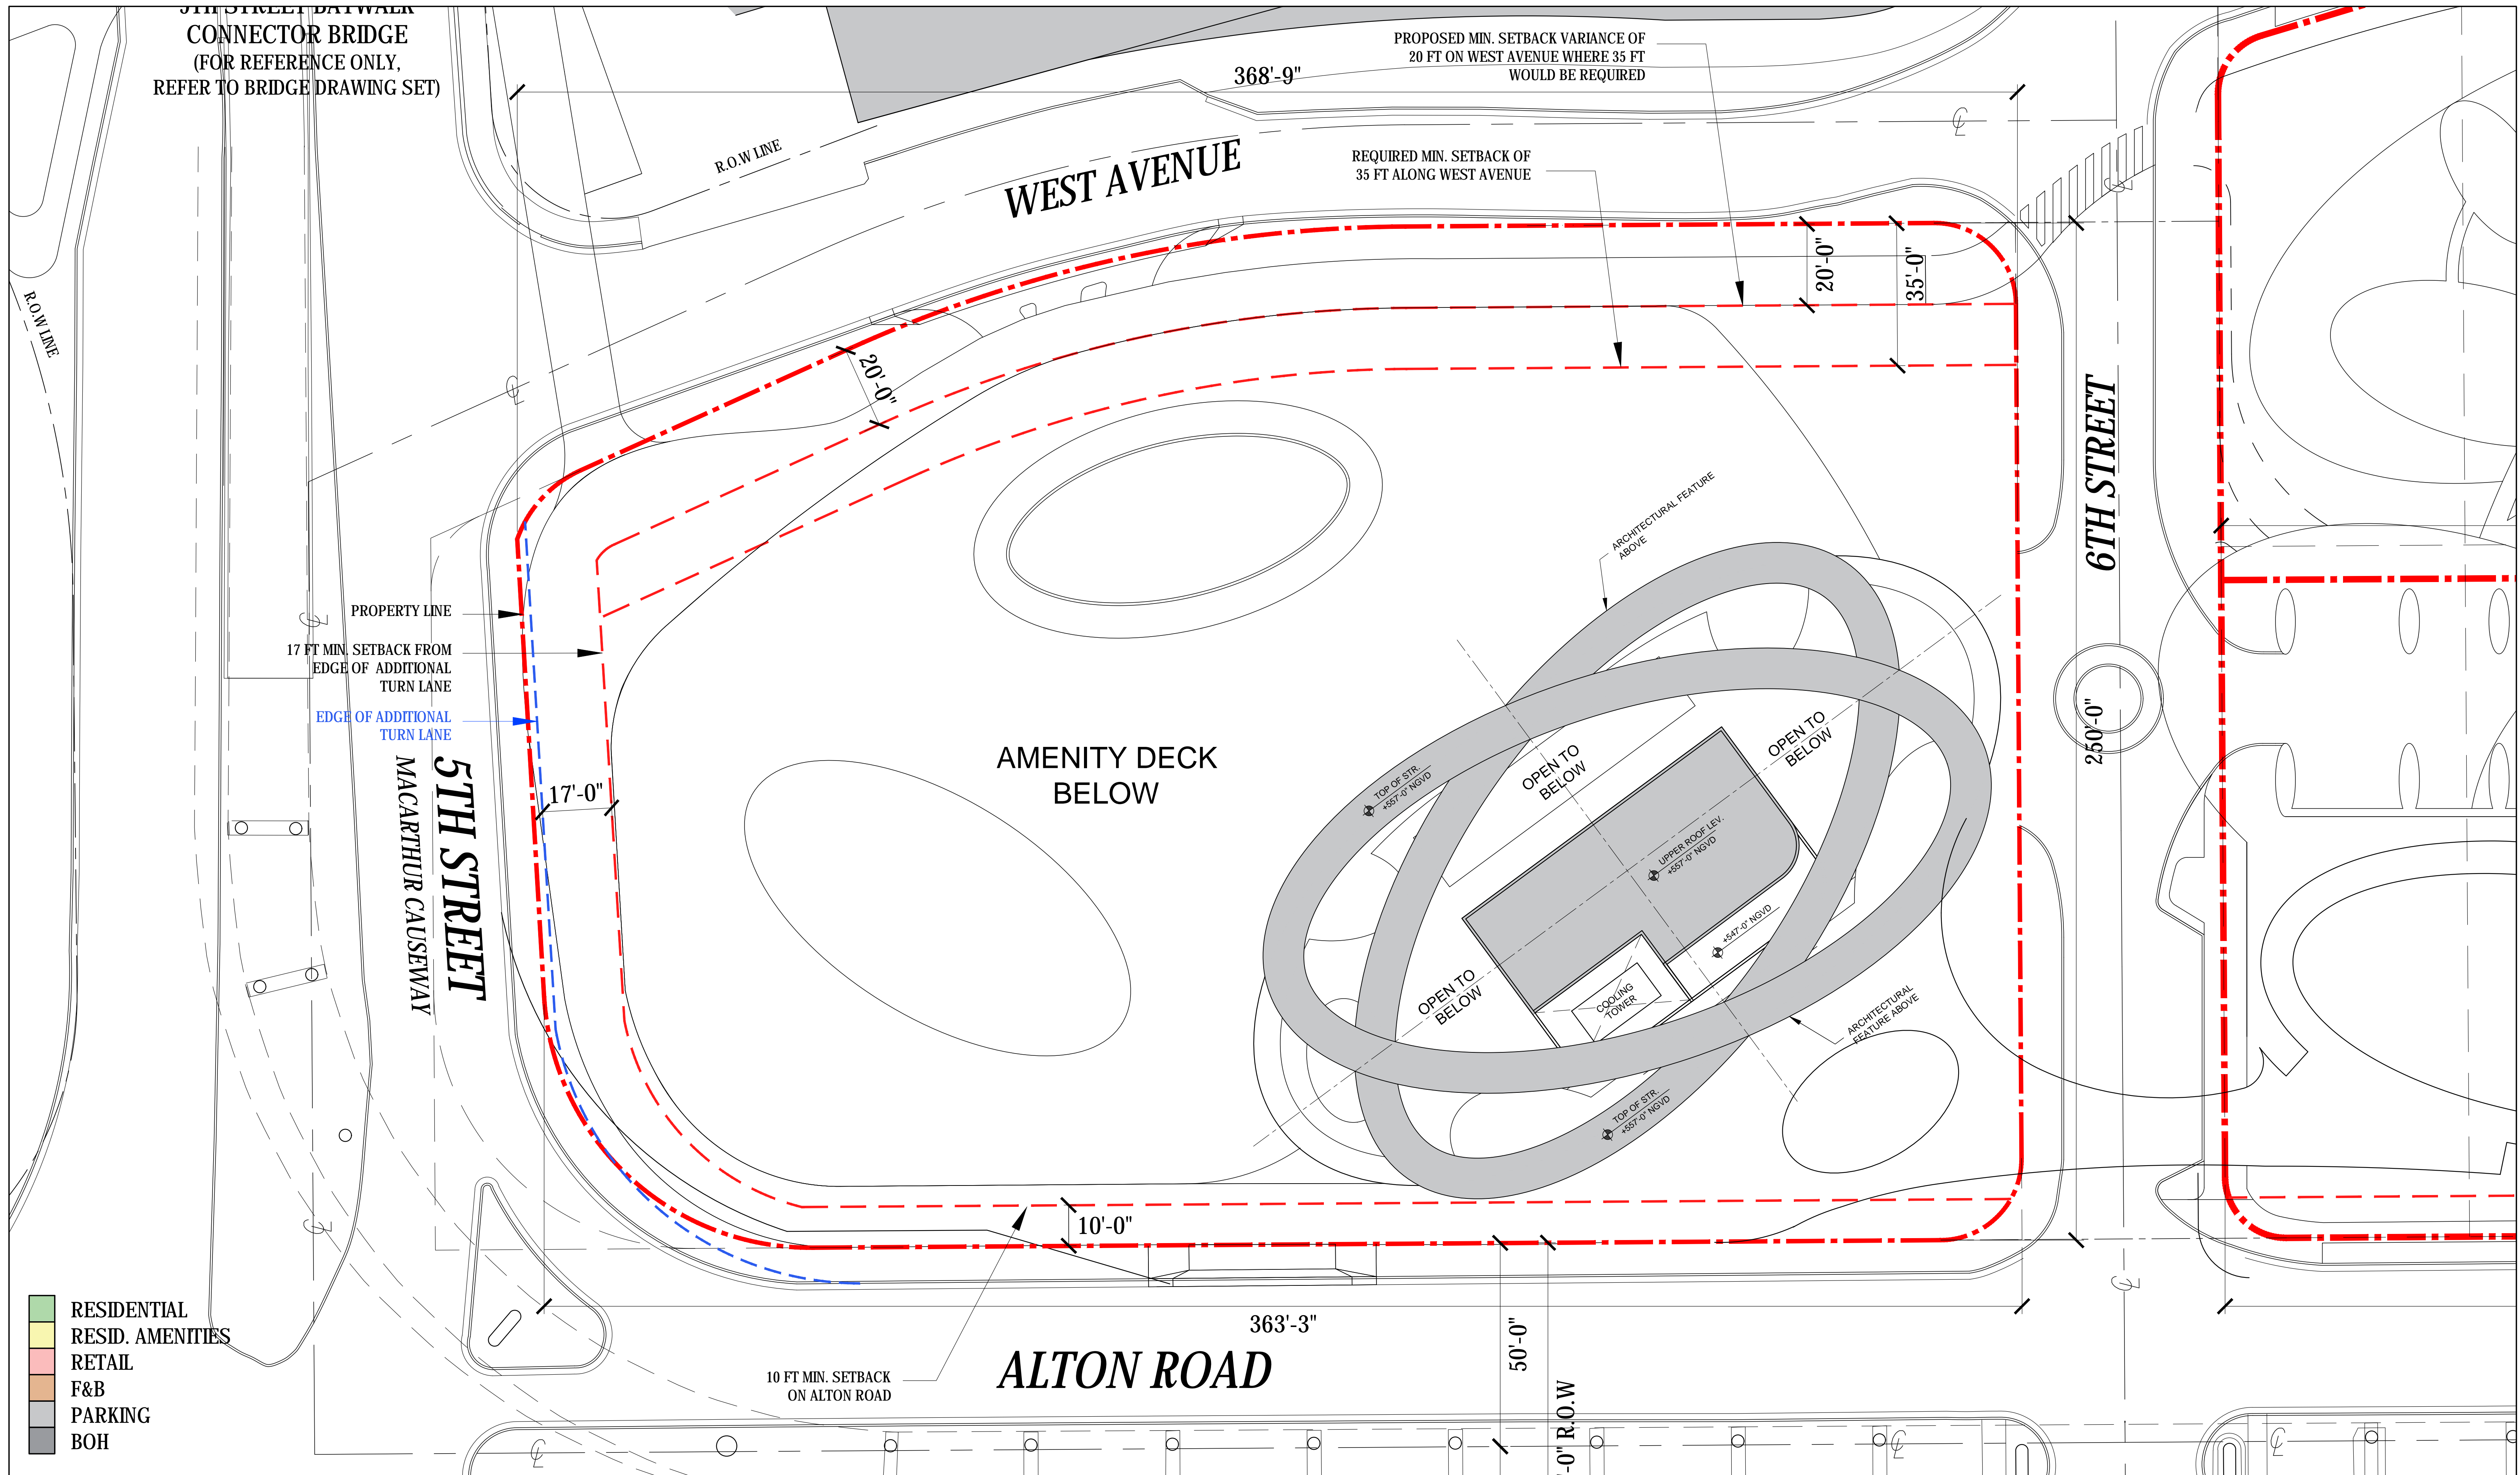 CONNECTOR BRIDGE
(FOR REFERENCE ONLY,
REFER TO BRIDGE DRAWING SET)
368'-9"
PROPOSED MIN. SETBACK VARIANCE OF
20 FT ON WEST AVENUE WHERE 35 FT
WOULD BE REQUIRED
R.O.W LINE
WEST AVENUE
REQUIRED MIN. SETBACK OF
35 FT ALONG WEST AVENUE
20'-0"
35'-0"
R.O.W LINE
20'-0"
6TH STREET
ARCHITECTURAL FEATURE
ABOVE
PROPERTY LINE
17 FT MIN. SETBACK FROM
EDGE OF ADDITIONAL
TURN LANE
EDGE OF ADDITIONAL
TURN LANE
5TH STREET
MACARTHUR CAUSEWAY
17'-0"
AMENITY DECK
BELOW
TOP OF STR.
+557'-0" NGVD
OPEN TO
BELOW
OPEN TO
BELOW
250'-0"
UPPER ROOF LEV.
+557'-0" NGVD
+547'-0" NGVD
OPEN TO
BELOW
COOLING
TOWER
ARCHITECTURAL
FEATURE ABOVE
TOP OF STR.
+557'-0" NGVD
10'-0"
363'-3"
50'-0"
10 FT MIN. SETBACK
ON ALTON ROAD
ALTON ROAD
-0" R.O.W
RESIDENTIAL
RESID. AMENITIES
RETAIL
F&B
PARKING
BOH